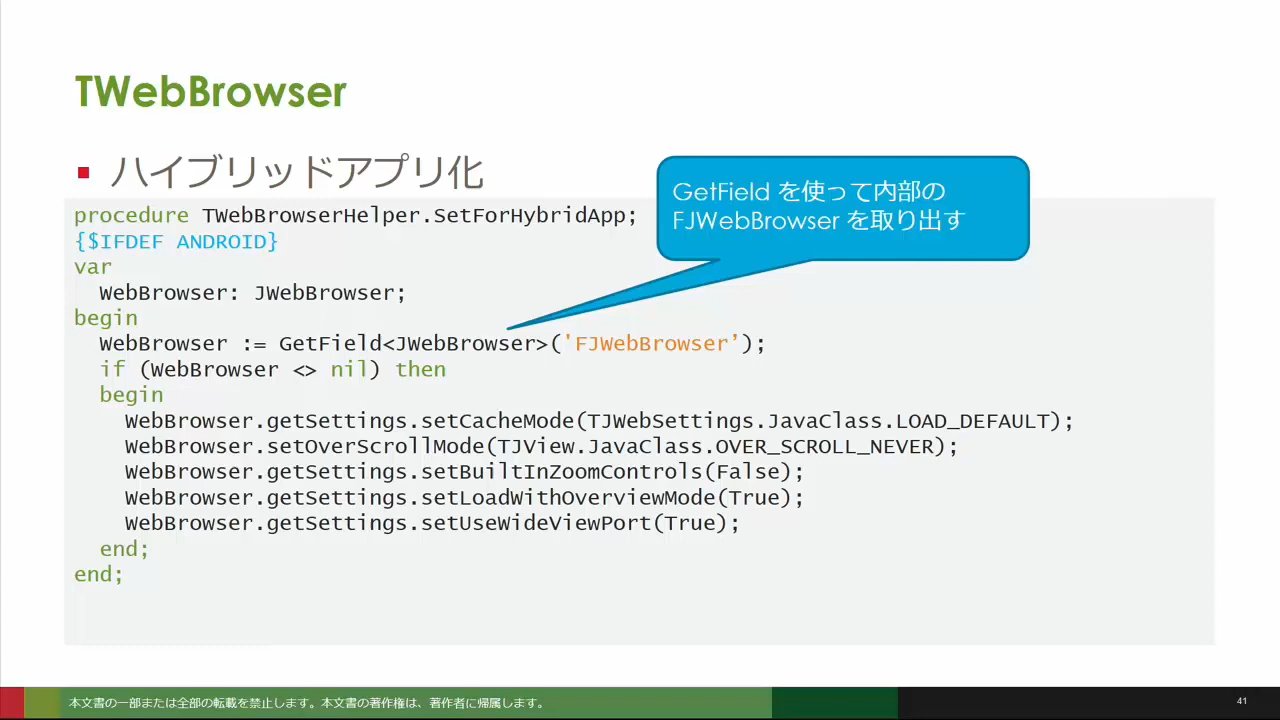 TWebBrowser
ハイブリッドアプリ化
GetField を使って内部の
FJWebBrowser を取り出す
procedure TWebBrowserHelper.SetForHybridApp;
{$IFDEF ANDROID}
var
  WebBrowser: JWebBrowser;
begin
  WebBrowser := GetField<JWebBrowser>('FJWebBrowser’);
  if (WebBrowser <> nil) then
  begin
    WebBrowser.getSettings.setCacheMode(TJWebSettings.JavaClass.LOAD_DEFAULT);
    WebBrowser.setOverScrollMode(TJView.JavaClass.OVER_SCROLL_NEVER);
    WebBrowser.getSettings.setBuiltInZoomControls(False);
    WebBrowser.getSettings.setLoadWithOverviewMode(True);
    WebBrowser.getSettings.setUseWideViewPort(True);
  end;
end;
本文書の一部または全部の転載を禁止します。本文書の著作権は、著作者に帰属します。
41